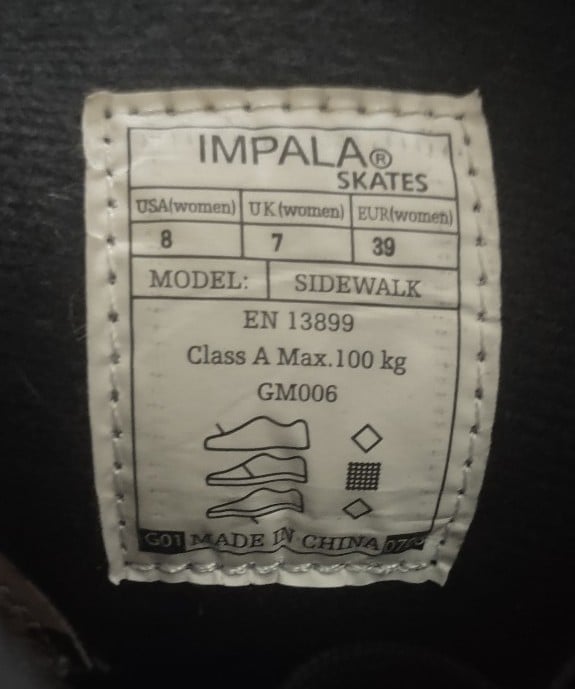 IMPALA®
SKATES
USA(women) UK(women) EUR(women)
8 7 39
MODEL: SIDEWALK
EN 13899
Class A Max.100 kg
GM006
G01 MADE IN CHINA